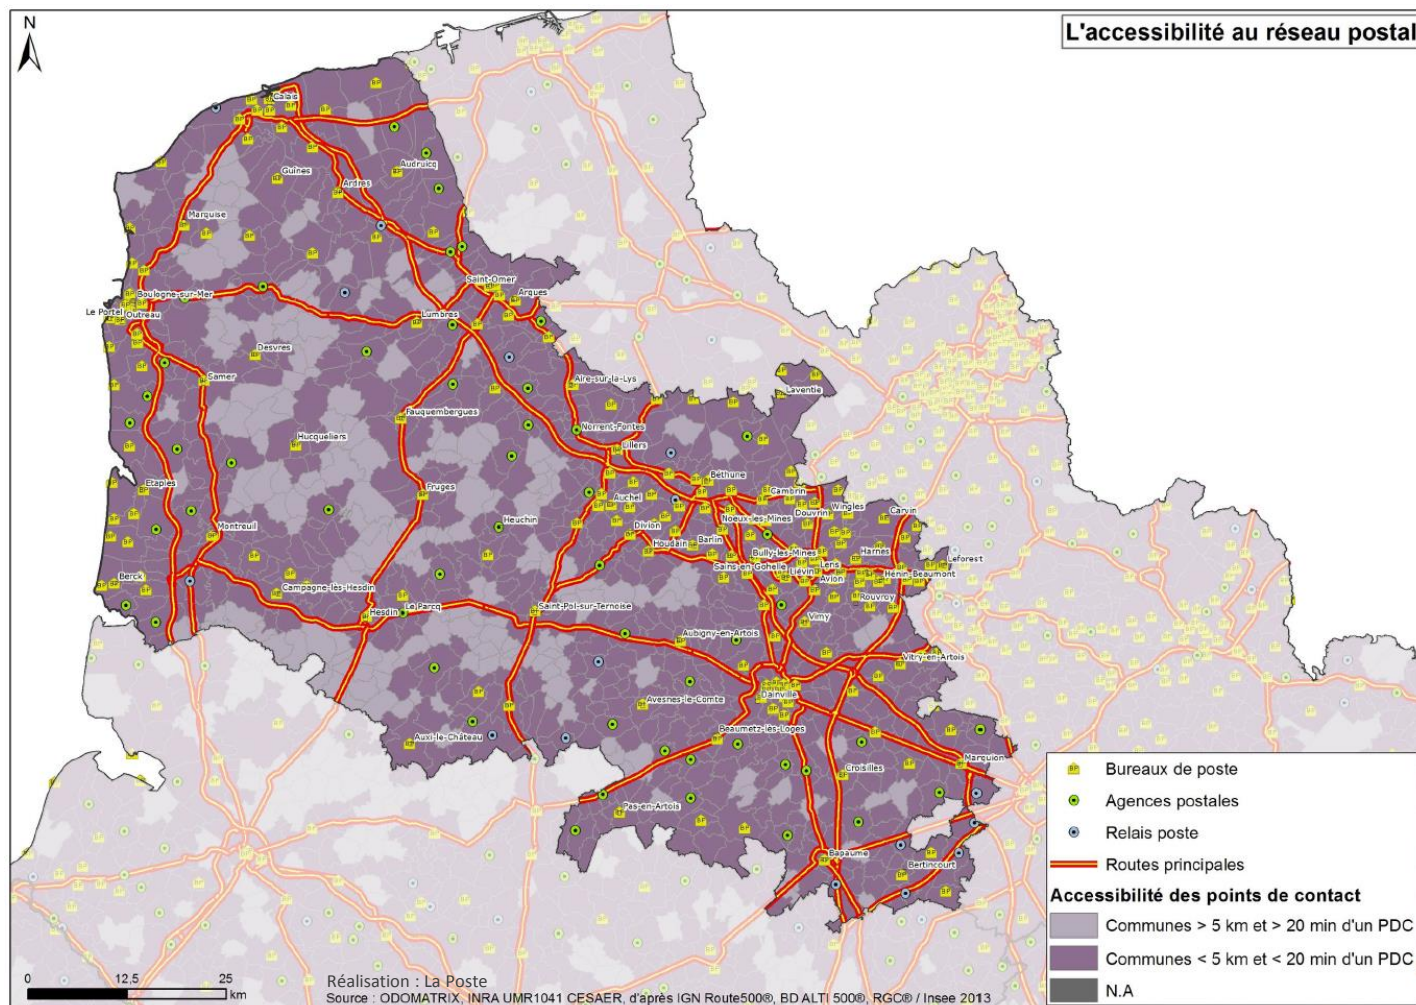 N
L'accessibilité au réseau postal
Calais
Guines
Ardres
Audruicq
Marquise
Saint-Omer
Arques
Boulogne-sur-Mer
Le Portel
Outreau
Lumbres
Desvres
Samer
Aire-sur-la-Lys
Laventie
Fauquembergues
Norrent-Fontes
Hucqueliers
Lillers
Béthune
Etaples
Fruges
Auchel
Cambrin
Wingles
Douvrin
Carvin
Montreuil
Heuchin
Divion
Noeux-les-Mines
Houdain
Barlin
Bully-les-Mines
Harnes
Leforest
Sains-en-Gohelle
Liévin
Lens
Avion
Hénin-Beaumont
Berck
Campagne-lès-Hesdin
Rouvroy
Hesdin
Le Parcq
Saint-Pol-sur-Ternoise
Vimy
Aubigny-en-Artois
Vitry-en-Artois
Dainville
Avesnes-le-Comte
Beaumetz-lès-Loges
Auxi-le-Château
Marquion
Croisilles
Pas-en-Artois
Bapaume
Bertincourt
BP Bureaux de poste
Agences postales
Relais poste
Routes principales
Accessibilité des points de contact
Communes > 5 km et > 20 min d'un PDC
Communes < 5 km et < 20 min d'un PDC
N.A
0 12,5 25
km
Réalisation : La Poste
Source : ODOMATRIX, INRA UMR1041 CESAER, d'après IGN Route500®, BD ALTI 500®, RGC® / Insee 2013